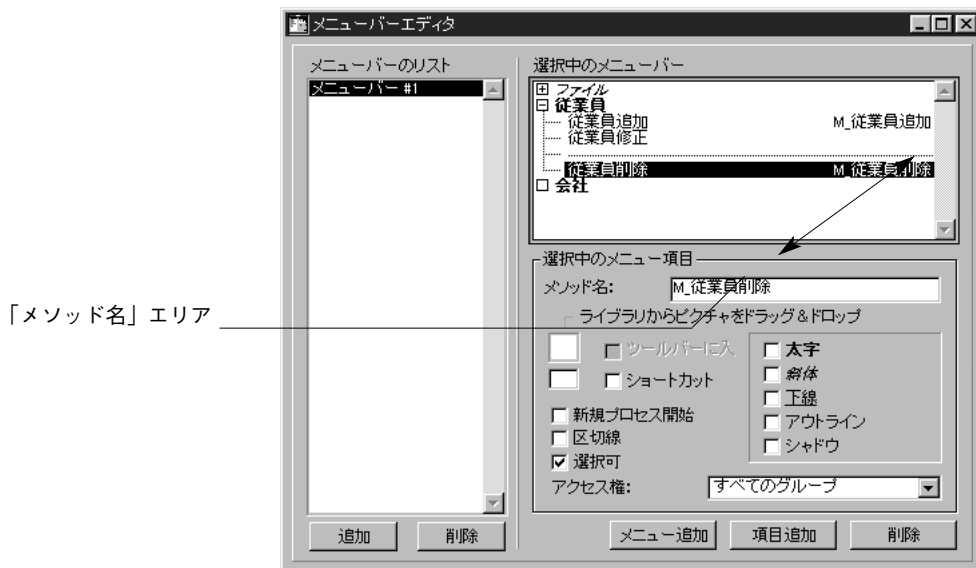 メニューバーエディタ
メニューバーのリスト
メニューバー #1
追加
削除
選択中のメニューバー
ファイル
従業員
従業員追加 M_従業員追加
従業員修正
従業員削除 M_従業員削除
会社
選択中のメニュー項目
メソッド名: M_従業員削除
「メソッド名」エリア
ライブラリからピクチャをドラッグ&ドロップ
ツールバーに入
ショートカット
新規プロセス開始
区切線
選択可
太字
斜体
下線
アウトライン
シャドウ
アクセス権: すべてのグループ
メニュー追加
項目追加
削除